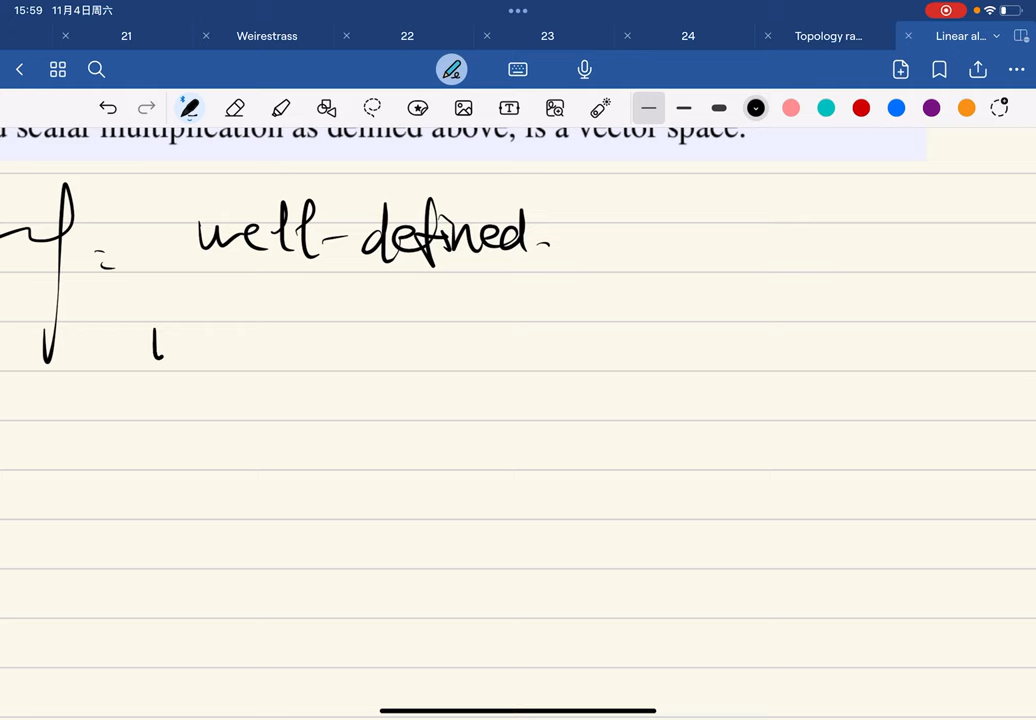 15:59 11月4日周六
21 Weirestrass 22 23 24 Topology ra... Linear al...
d scalar multiplication as defined above, is a vector space.
well-defined.